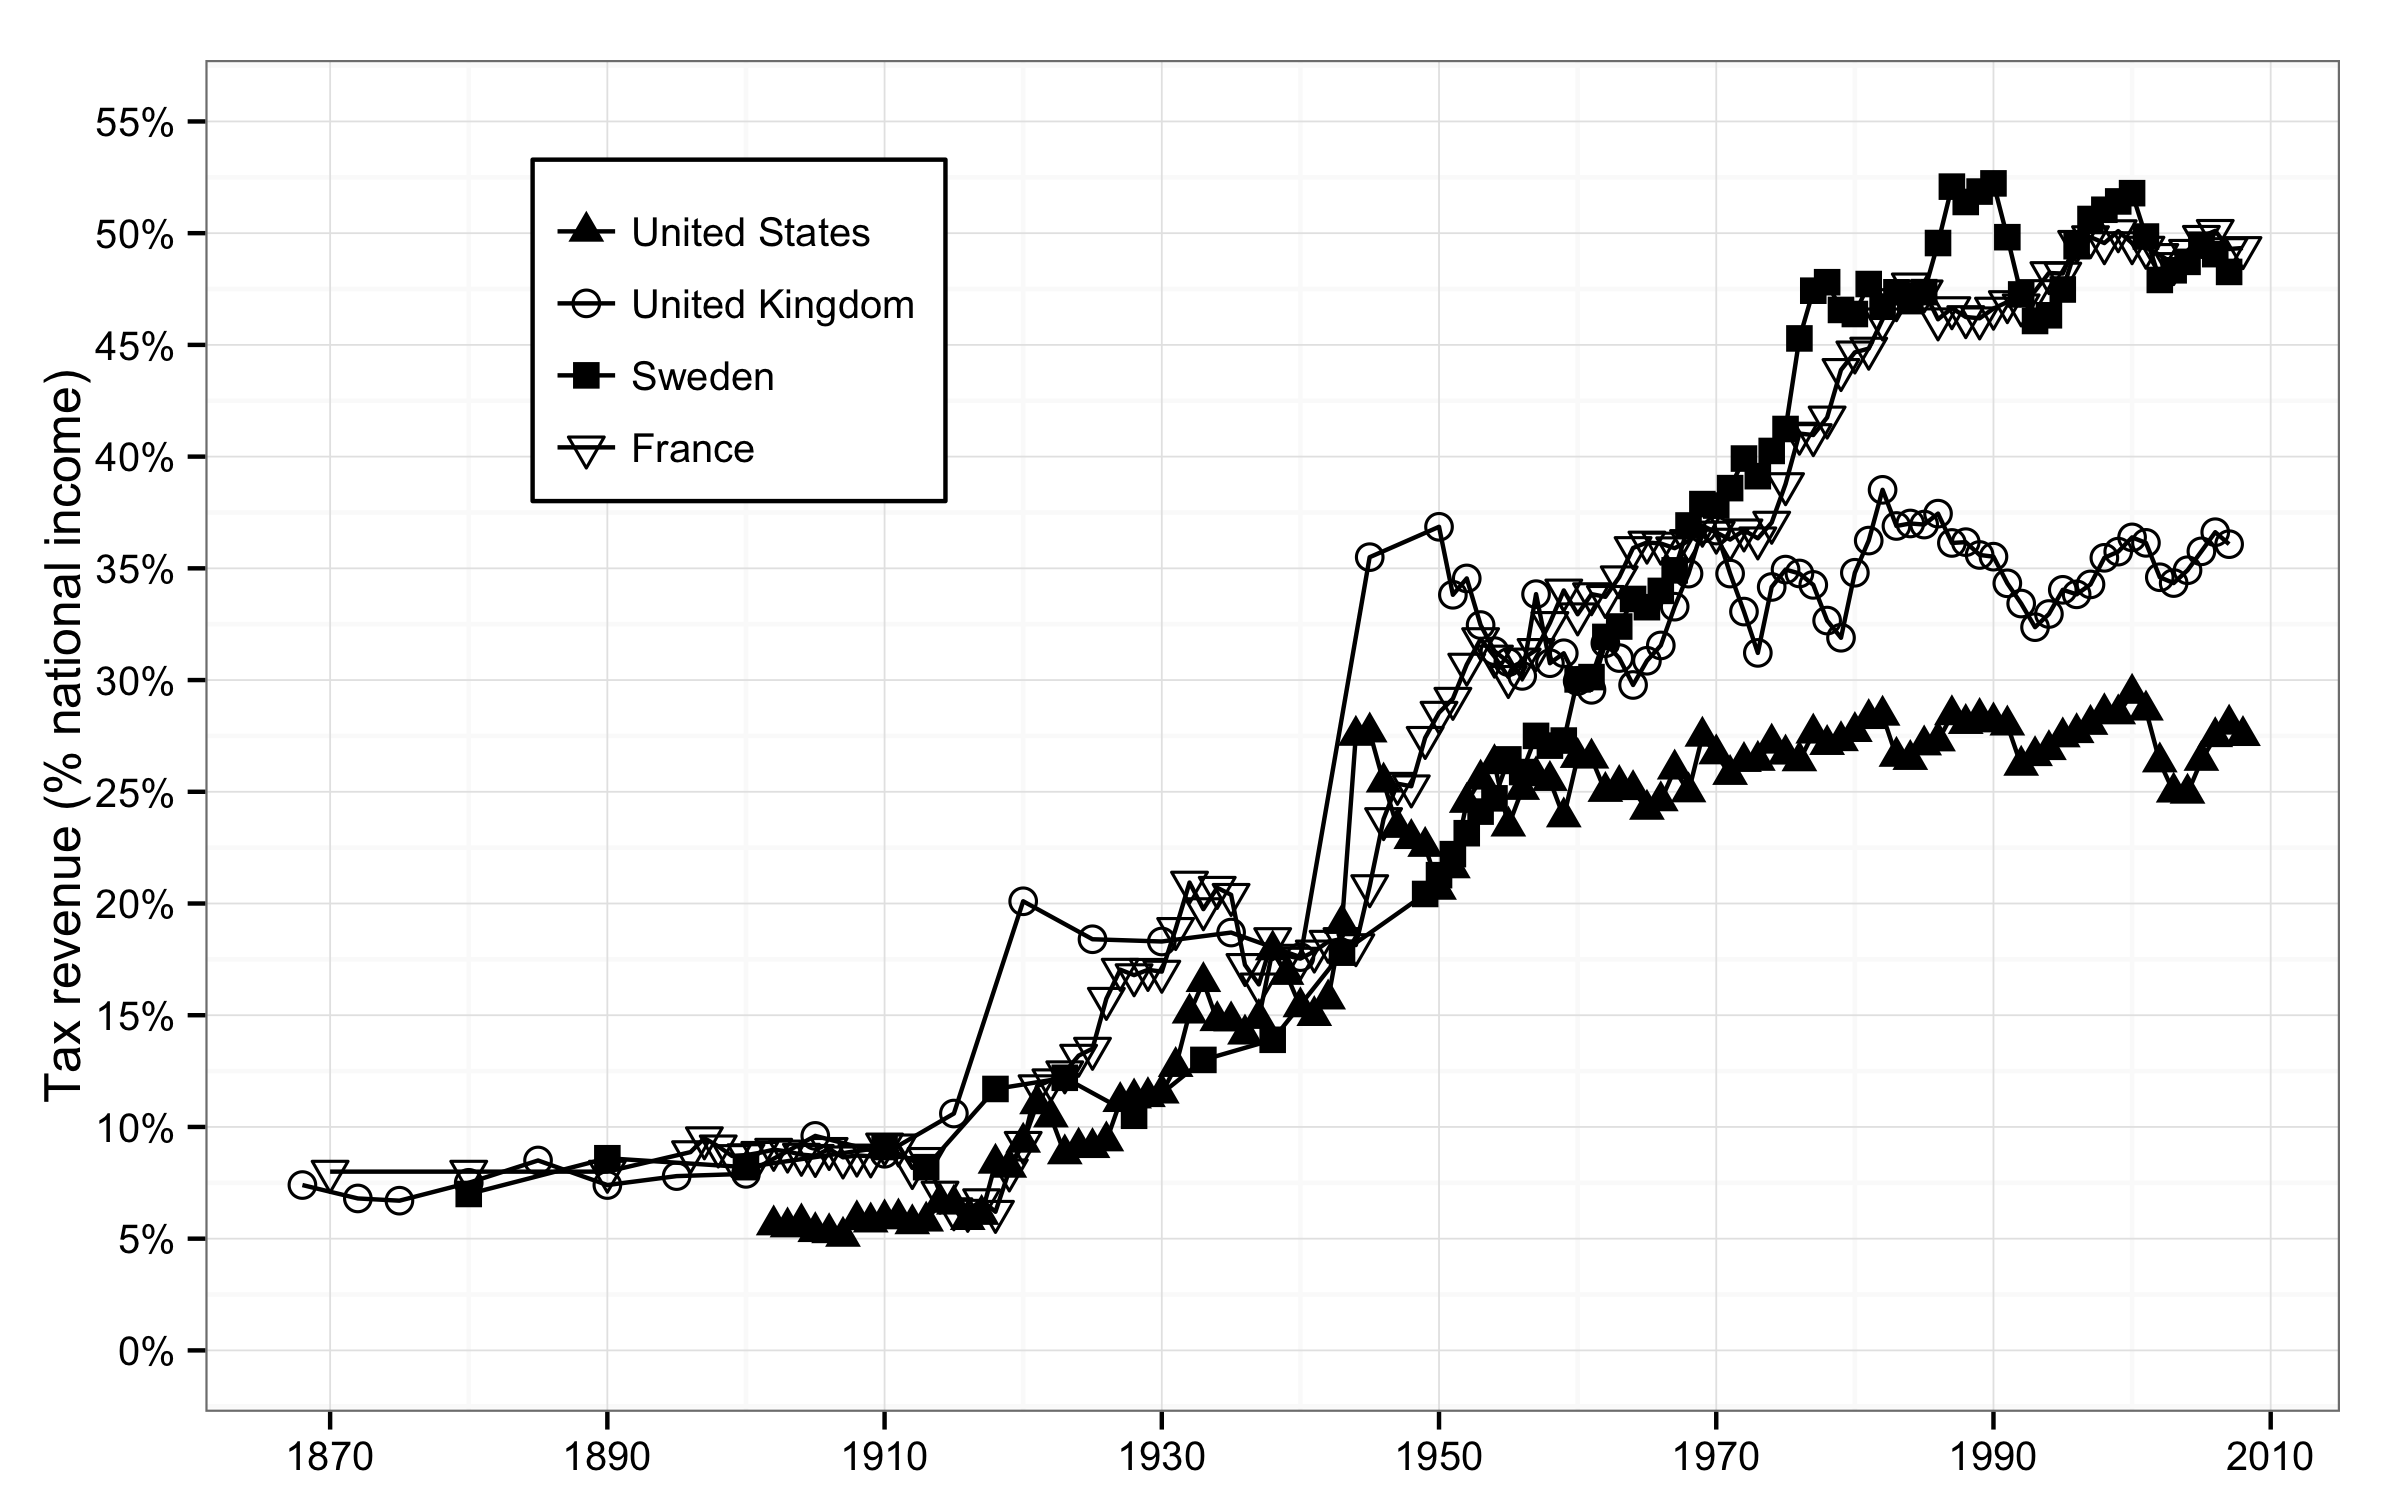 Tax revenue (% national income)
55%
50%
45%
40%
35%
30%
25%
20%
15%
10%
5%
0%
United States
United Kingdom
Sweden
France
1870 1890 1910 1930 1950 1970 1990 2010